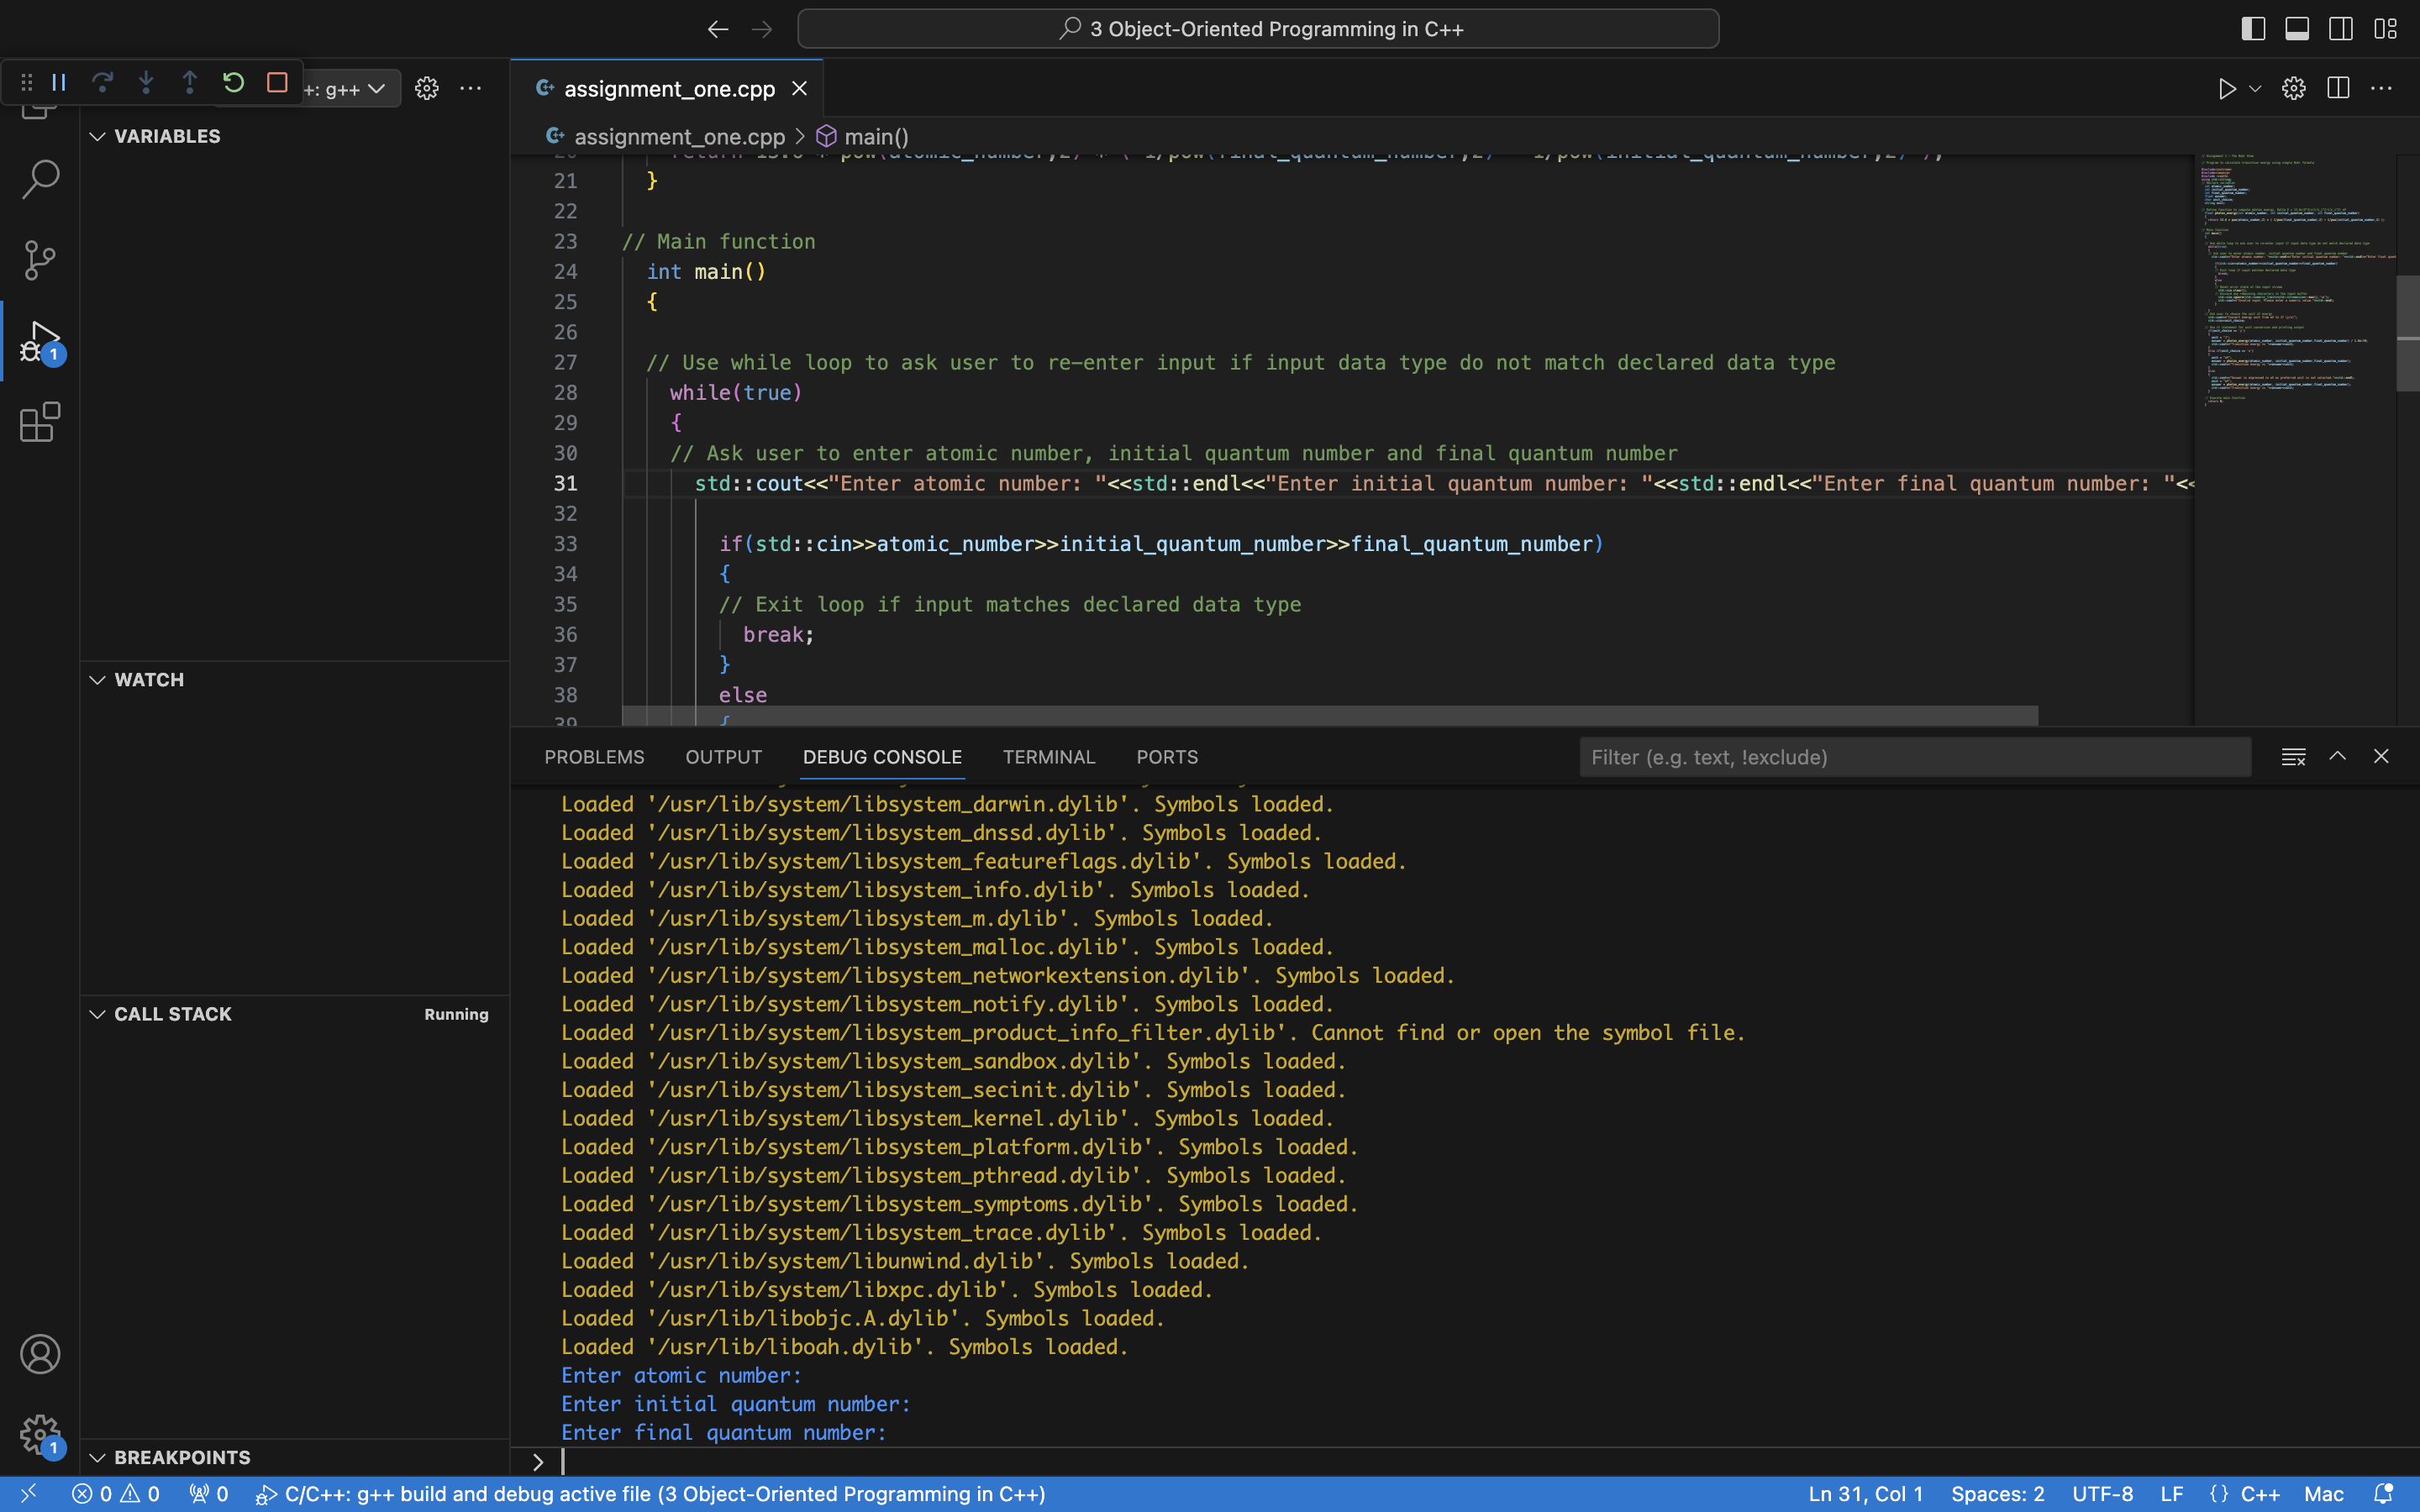 3 Object-Oriented Programming in C++
+: g++
assignment_one.cpp
assignment_one.cpp > main()
VARIABLES
21 }
22
23 // Main function
24 int main()
25 {
26
27 // Use while loop to ask user to re-enter input if input data type do not match declared data type
28 while(true)
29 {
30 // Ask user to enter atomic number, initial quantum number and final quantum number
31 std::cout<<"Enter atomic number: "<<std::endl<<"Enter initial quantum number: "<<std::endl<<"Enter final quantum number: "<<
32
33 if(std::cin>>atomic_number>>initial_quantum_number>>final_quantum_number)
34 {
35 // Exit loop if input matches declared data type
36 break;
37 }
38 else
39 {
1
WATCH
CALL STACK Running
BREAKPOINTS
PROBLEMS OUTPUT DEBUG CONSOLE TERMINAL PORTS Filter (e.g. text, !exclude)
Loaded '/usr/lib/system/libsystem_darwin.dylib'. Symbols loaded.
Loaded '/usr/lib/system/libsystem_dnssd.dylib'. Symbols loaded.
Loaded '/usr/lib/system/libsystem_featureflags.dylib'. Symbols loaded.
Loaded '/usr/lib/system/libsystem_info.dylib'. Symbols loaded.
Loaded '/usr/lib/system/libsystem_m.dylib'. Symbols loaded.
Loaded '/usr/lib/system/libsystem_malloc.dylib'. Symbols loaded.
Loaded '/usr/lib/system/libsystem_networkextension.dylib'. Symbols loaded.
Loaded '/usr/lib/system/libsystem_notify.dylib'. Symbols loaded.
Loaded '/usr/lib/system/libsystem_product_info_filter.dylib'. Cannot find or open the symbol file.
Loaded '/usr/lib/system/libsystem_sandbox.dylib'. Symbols loaded.
Loaded '/usr/lib/system/libsystem_secinit.dylib'. Symbols loaded.
Loaded '/usr/lib/system/libsystem_kernel.dylib'. Symbols loaded.
Loaded '/usr/lib/system/libsystem_platform.dylib'. Symbols loaded.
Loaded '/usr/lib/system/libsystem_pthread.dylib'. Symbols loaded.
Loaded '/usr/lib/system/libsystem_symptoms.dylib'. Symbols loaded.
Loaded '/usr/lib/system/libsystem_trace.dylib'. Symbols loaded.
Loaded '/usr/lib/system/libunwind.dylib'. Symbols loaded.
Loaded '/usr/lib/system/libxpc.dylib'. Symbols loaded.
Loaded '/usr/lib/libobjc.A.dylib'. Symbols loaded.
Loaded '/usr/lib/liboah.dylib'. Symbols loaded.
Enter atomic number:
Enter initial quantum number:
Enter final quantum number:
>
1
0 0 0 C/C++: g++ build and debug active file (3 Object-Oriented Programming in C++) Ln 31, Col 1 Spaces: 2 UTF-8 LF {} C++ Mac